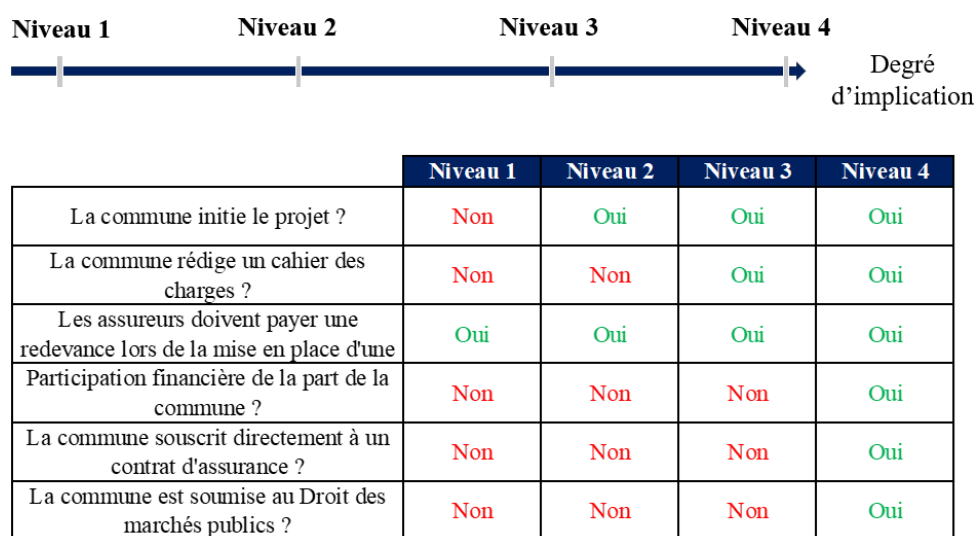 Niveau 1 Niveau 2 Niveau 3 Niveau 4
Degré
d’implication
Niveau 1 Niveau 2 Niveau 3 Niveau 4
La commune initie le projet ? Non Oui Oui Oui
La commune rédige un cahier des
charges ? Non Non Oui Oui
Les assureurs doivent payer une
redevance lors de la mise en place d'une Oui Oui Oui Oui
Participation financière de la part de la
commune ? Non Non Non Oui
La commune souscrit directement à un
contrat d'assurance ? Non Non Non Oui
La commune est soumise au Droit des
marchés publics ? Non Non Non Oui